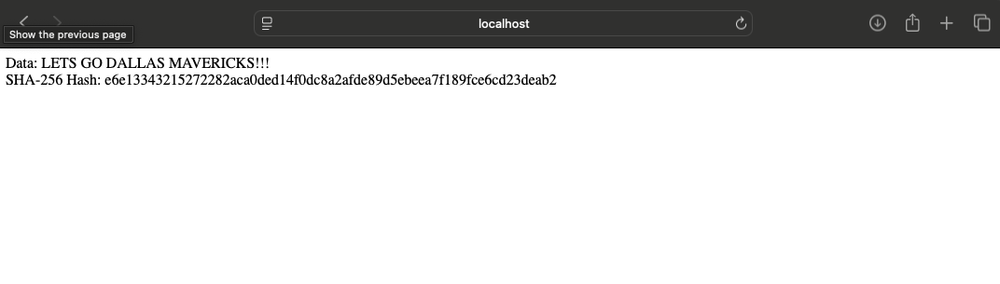 localhost
Show the previous page
Data: LETS GO DALLAS MAVERICKS!!!
SHA-256 Hash: e6e13343215272282aca0ded14f0dc8a2afde89d5ebeea7f189fce6cd23deab2